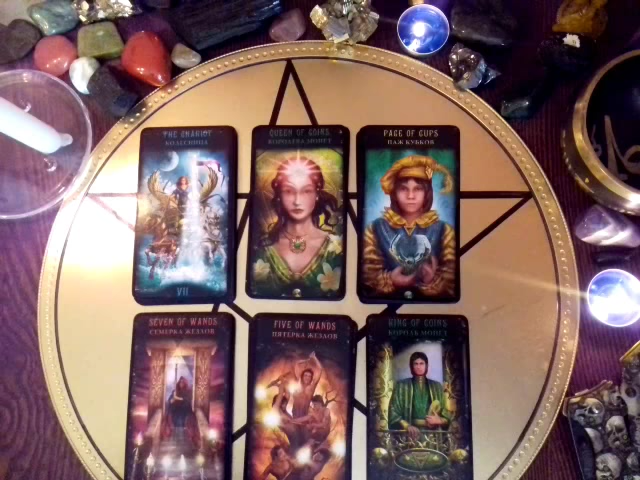 THE CHARIOT
КОЛЕСНИЦА
VII
QUEEN OF COINS
КОРОЛЕВА МОНЕТ
PAGE OF CUPS
ПАЖ КУБКОВ
SEVEN OF WANDS
СЕМЕРКА ЖЕЗЛОВ
FIVE OF WANDS
ПЯТЕРКА ЖЕЗЛОВ
KING OF COINS
КОРОЛЬ МОНЕТ